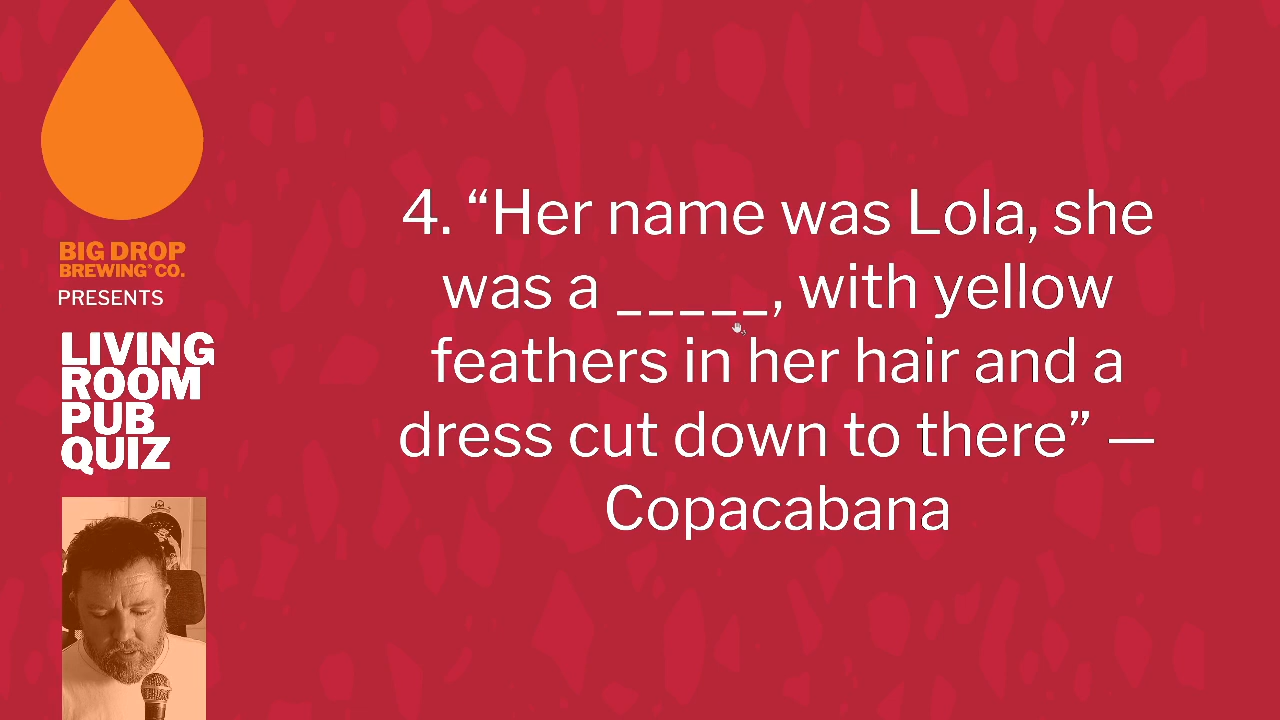 BIG DROP
BREWING® CO.
PRESENTS
LIVING
ROOM
PUB
QUIZ
4. “Her name was Lola, she
was a _____, with yellow
feathers in her hair and a
dress cut down to there” —
Copacabana